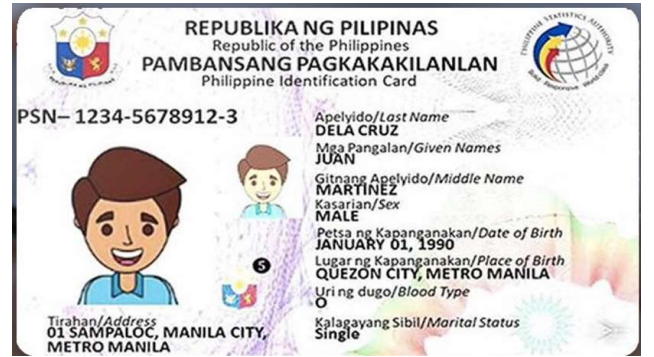 REPUBLIKA NG PILIPINAS
Republic of the Philippines
PAMBANSANG PAGKAKAKILANLAN
Philippine Identification Card
PHILIPPINE STATISTICS AUTHORITY
PSN— 1234-5678912-3
Apelyido/Last Name
DELA CRUZ
Mga Pangalan/Given Names
JUAN
Gitnang Apelyido/Middle Name
MARTINEZ
Kasarian/Sex
MALE
Petsa ng Kapanganakan/Date of Birth
JANUARY 01, 1990
Lugar ng Kapanganakan/Place of Birth
QUEZON CITY, METRO MANILA
Uri ng dugo/Blood Type
O
Kalagayang Sibil/Marital Status
Single
S
Tirahan/Address
01 SAMPALOC, MANILA CITY,
METRO MANILA